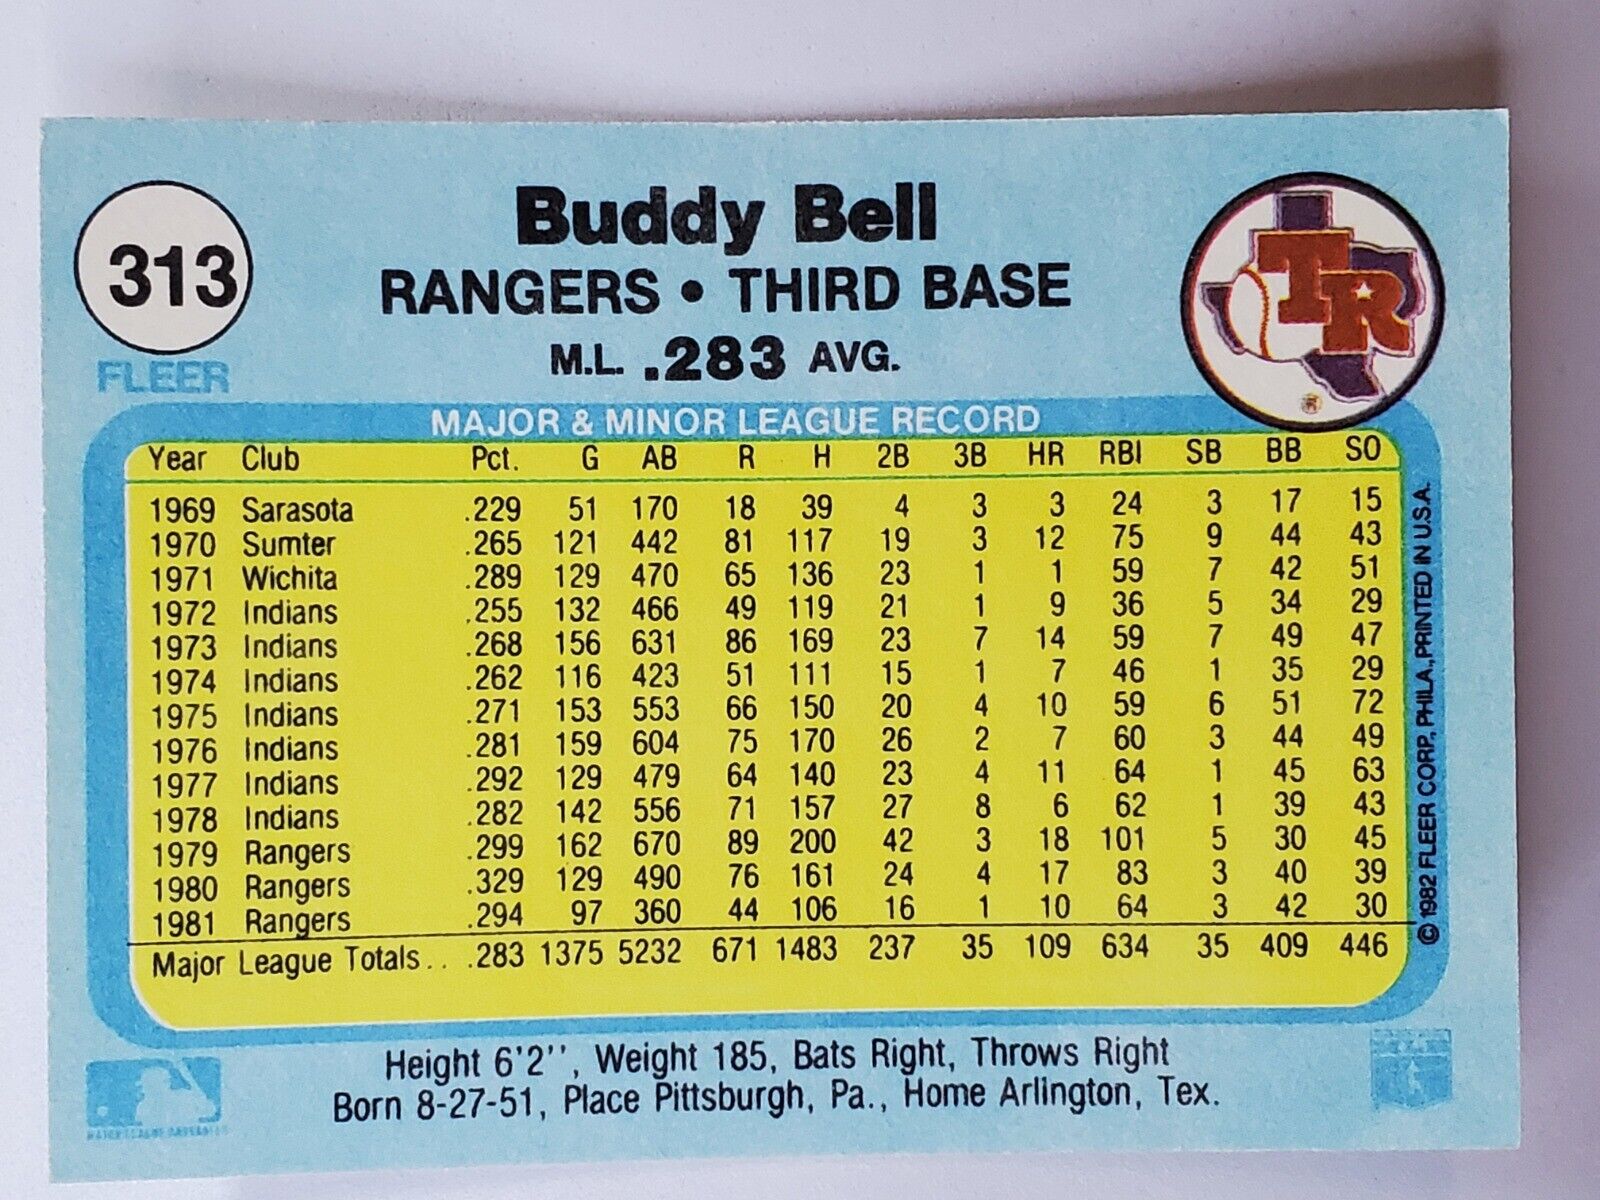 313
FLEER
Buddy Bell
RANGERS • THIRD BASE
M.L. .283 AVG.
TR
MAJOR & MINOR LEAGUE RECORD
Year Club Pct. G AB R H 2B 3B HR RBI SB BB SO
1969 Sarasota .229 51 170 18 39 4 3 3 24 3 17 15
1970 Sumter .265 121 442 81 117 19 3 12 75 9 44 43
1971 Wichita .289 129 470 65 136 23 1 1 59 7 42 51
1972 Indians .255 132 466 49 119 21 1 9 36 5 34 29
1973 Indians .268 156 631 86 169 23 7 14 59 7 49 47
1974 Indians .262 116 423 51 111 15 1 7 46 1 35 29
1975 Indians .271 153 553 66 150 20 4 10 59 6 51 72
1976 Indians .281 159 604 75 170 26 2 7 60 3 44 49
1977 Indians .292 129 479 64 140 23 4 11 64 1 45 63
1978 Indians .282 142 556 71 157 27 8 6 62 1 39 43
1979 Rangers .299 162 670 89 200 42 3 18 101 5 30 45
1980 Rangers .329 129 490 76 161 24 4 17 83 3 40 39
1981 Rangers .294 97 360 44 106 16 1 10 64 3 42 30
Major League Totals.. .283 1375 5232 671 1483 237 35 109 634 35 409 446
© 1982 FLEER CORP., PHILA., PRINTED IN U.S.A.
Height 6'2'', Weight 185, Bats Right, Throws Right
Born 8-27-51, Place Pittsburgh, Pa., Home Arlington, Tex.